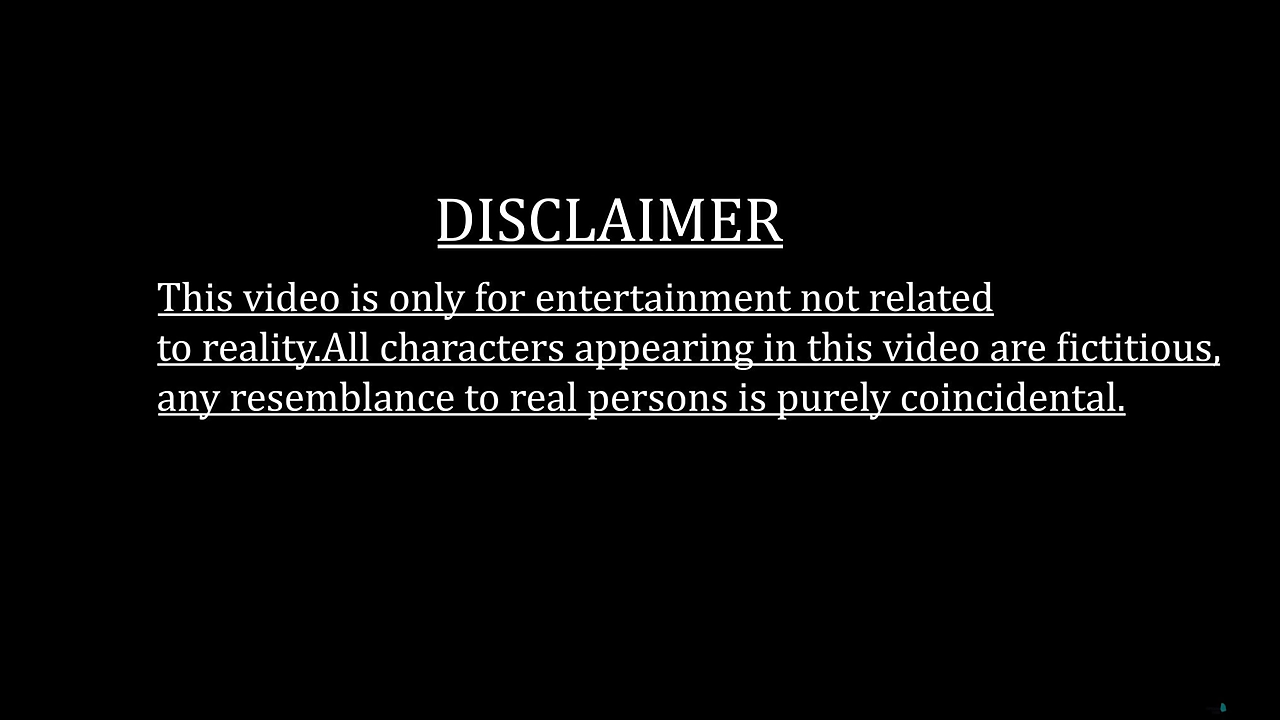 DISCLAIMER
This video is only for entertainment not related
to reality.All characters appearing in this video are fictitious,
any resemblance to real persons is purely coincidental.